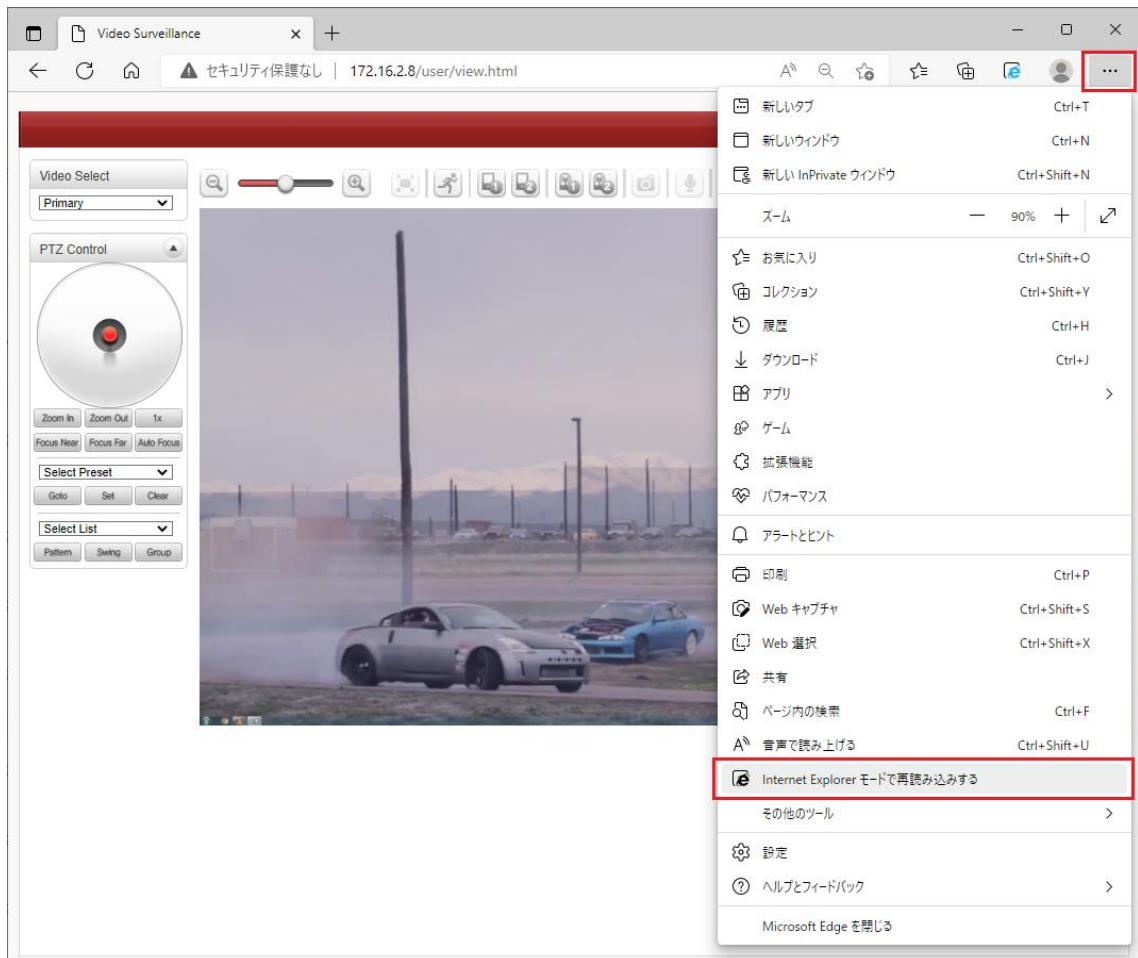 Video Surveillance
セキュリティ保護なし | 172.16.2.8/user/view.html
Video Select
Primary
PTZ Control
Zoom In Zoom Out 1x
Focus Near Focus Far Auto Focus
Select Preset
Goto Set Clear
Select List
Pattern Swing Group
新しいタブ Ctrl+T
新しいウィンドウ Ctrl+N
新しい InPrivate ウィンドウ Ctrl+Shift+N
ズーム 90%
お気に入り Ctrl+Shift+O
コレクション Ctrl+Shift+Y
履歴 Ctrl+H
ダウンロード Ctrl+J
アプリ
ゲーム
拡張機能
パフォーマンス
アラートとヒント
印刷 Ctrl+P
Web キャプチャ Ctrl+Shift+S
Web 選択 Ctrl+Shift+X
共有
ページ内の検索 Ctrl+F
音声で読み上げる Ctrl+Shift+U
Internet Explorer モードで再読み込みする
その他のツール
設定
ヘルプとフィードバック
Microsoft Edge を閉じる